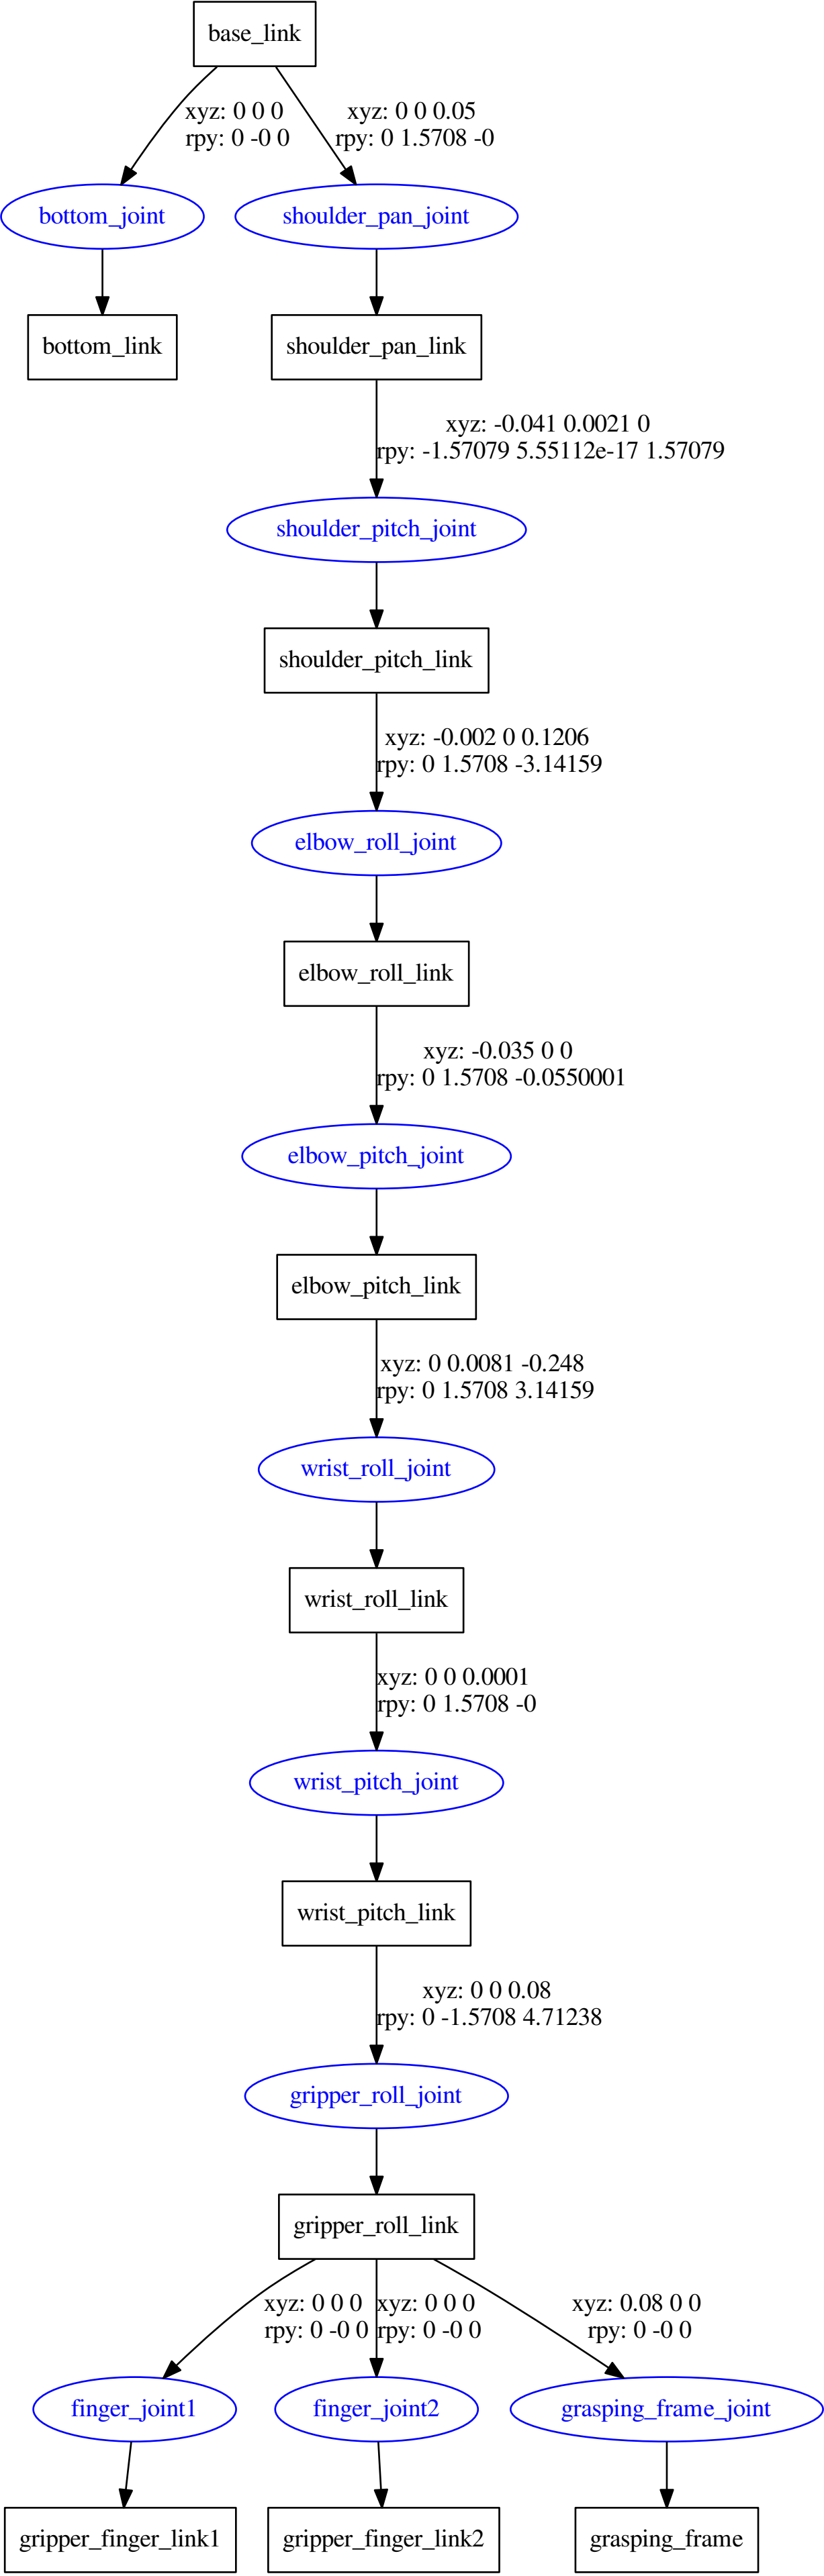 base_link
xyz: 0 0 0
rpy: 0 -0 0
xyz: 0 0 0.05
rpy: 0 1.5708 -0
bottom_joint
shoulder_pan_joint
bottom_link
shoulder_pan_link
xyz: -0.041 0.0021 0
rpy: -1.57079 5.55112e-17 1.57079
shoulder_pitch_joint
shoulder_pitch_link
xyz: -0.002 0 0.1206
rpy: 0 1.5708 -3.14159
elbow_roll_joint
elbow_roll_link
xyz: -0.035 0 0
rpy: 0 1.5708 -0.0550001
elbow_pitch_joint
elbow_pitch_link
xyz: 0 0.0081 -0.248
rpy: 0 1.5708 3.14159
wrist_roll_joint
wrist_roll_link
xyz: 0 0 0.0001
rpy: 0 1.5708 -0
wrist_pitch_joint
wrist_pitch_link
xyz: 0 0 0.08
rpy: 0 -1.5708 4.71238
gripper_roll_joint
gripper_roll_link
xyz: 0 0 0
rpy: 0 -0 0
xyz: 0 0 0
rpy: 0 -0 0
xyz: 0.08 0 0
rpy: 0 -0 0
finger_joint1
finger_joint2
grasping_frame_joint
gripper_finger_link1
gripper_finger_link2
grasping_frame